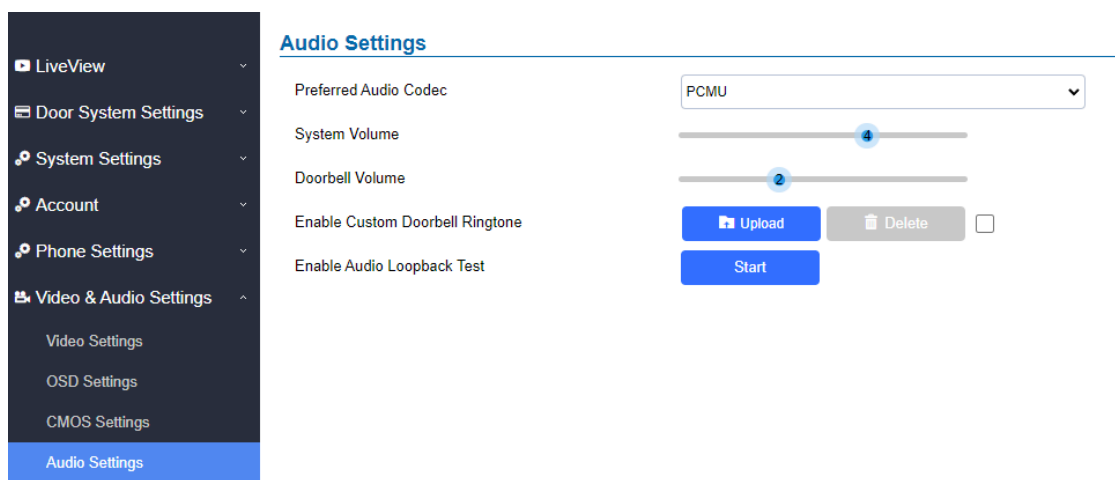 LiveView
Door System Settings
System Settings
Account
Phone Settings
Video & Audio Settings
Video Settings
OSD Settings
CMOS Settings
Audio Settings
Audio Settings
Preferred Audio Codec PCMU
System Volume 4
Doorbell Volume 2
Enable Custom Doorbell Ringtone Upload Delete
Enable Audio Loopback Test Start